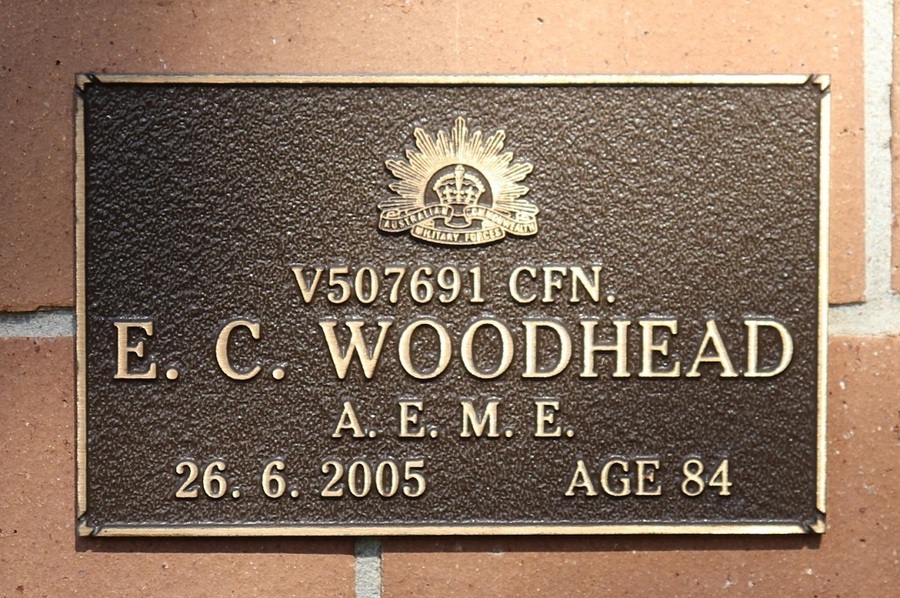 AUSTRALIAN COMMONWEALTH
MILITARY FORCES
V507691 CFN.
E. C. WOODHEAD
A. E. M. E.
26. 6. 2005 AGE 84